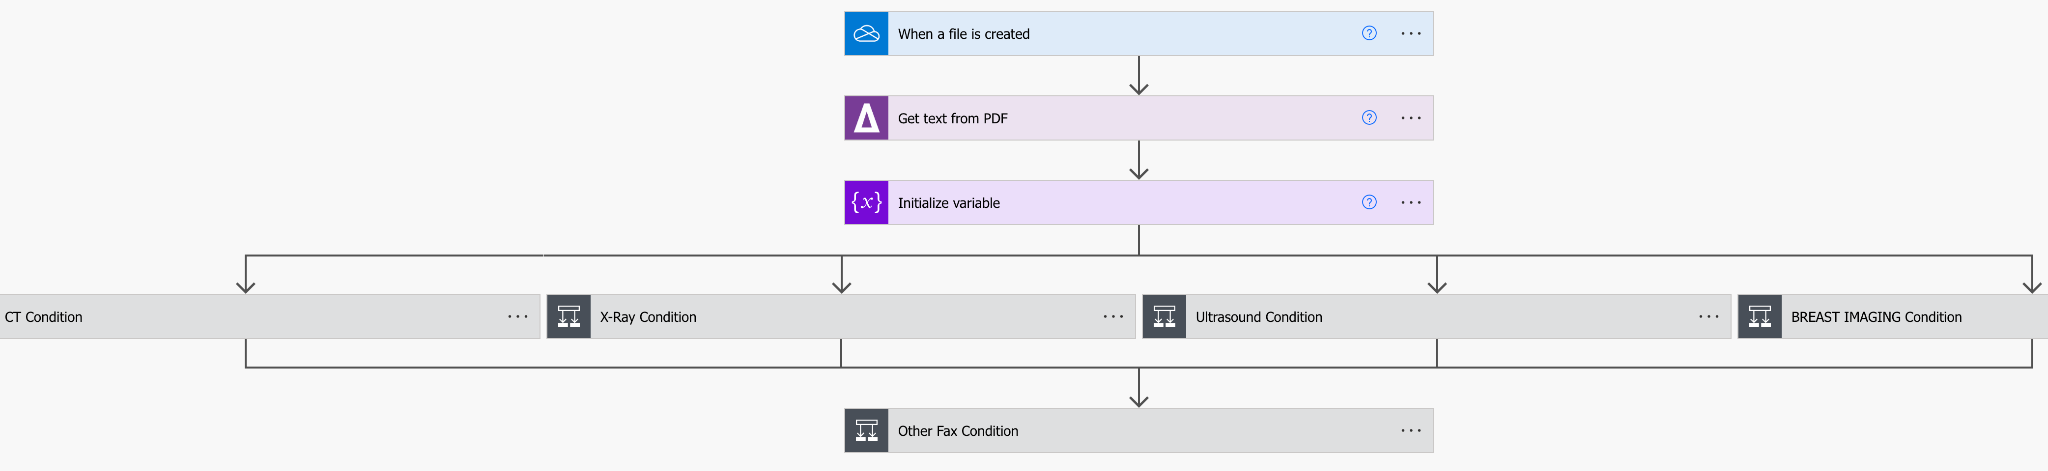 When a file is created
Get text from PDF
{x} Initialize variable
CT Condition
X-Ray Condition
Ultrasound Condition
BREAST IMAGING Condition
Other Fax Condition